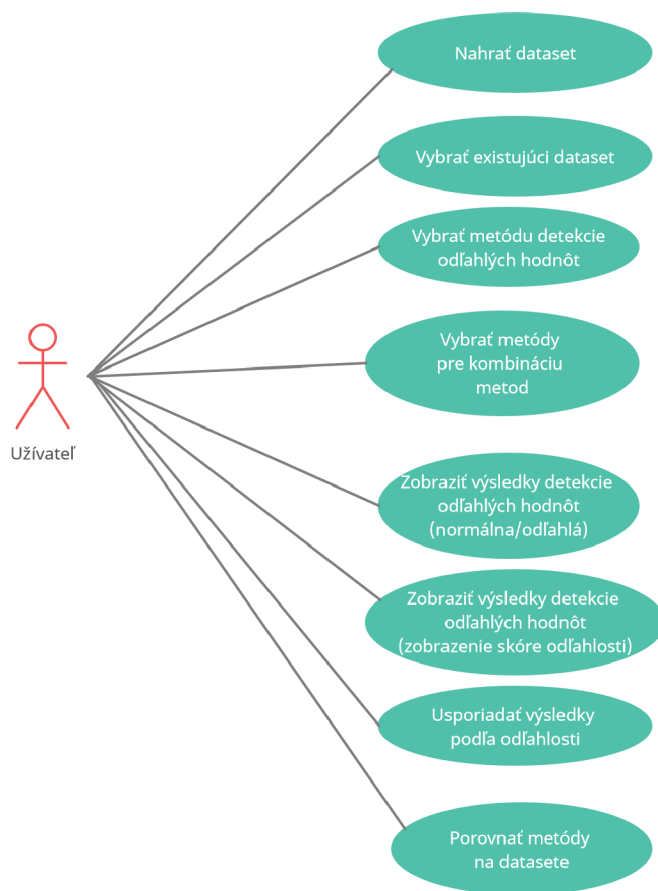 Nahrať dataset
Vybrať existujúci dataset
Vybrať metódu detekcie
odľahlých hodnôt
Vybrať metódy
pre kombináciu
metod
Užívateľ
Zobraziť výsledky detekcie
odľahlých hodnôt
(normálna/odľahlá)
Zobraziť výsledky detekcie
odľahlých hodnôt
(zobrazenie skóre odľahlosti)
Usporiadať výsledky
podľa odľahlosti
Porovnať metódy
na datasete